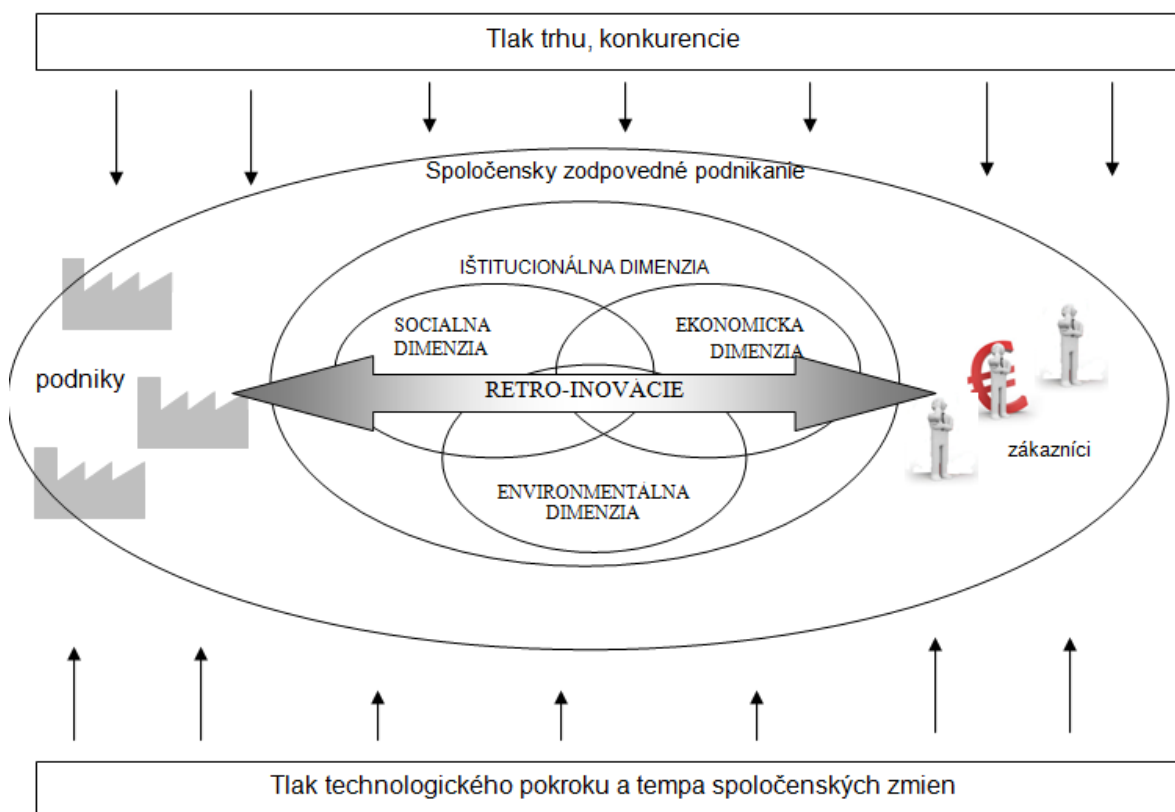 Tlak trhu, konkurencie
Spoločensky zodpovedné podnikanie
IŠTITUCIONÁLNA DIMENZIA
SOCIALNA
DIMENZIA
EKONOMICKA
DIMENZIA
podniky
RETRO-INOVÁCIE
zákazníci
ENVIRONMENTÁLNA
DIMENZIA
Tlak technologického pokroku a tempa spoločenských zmien